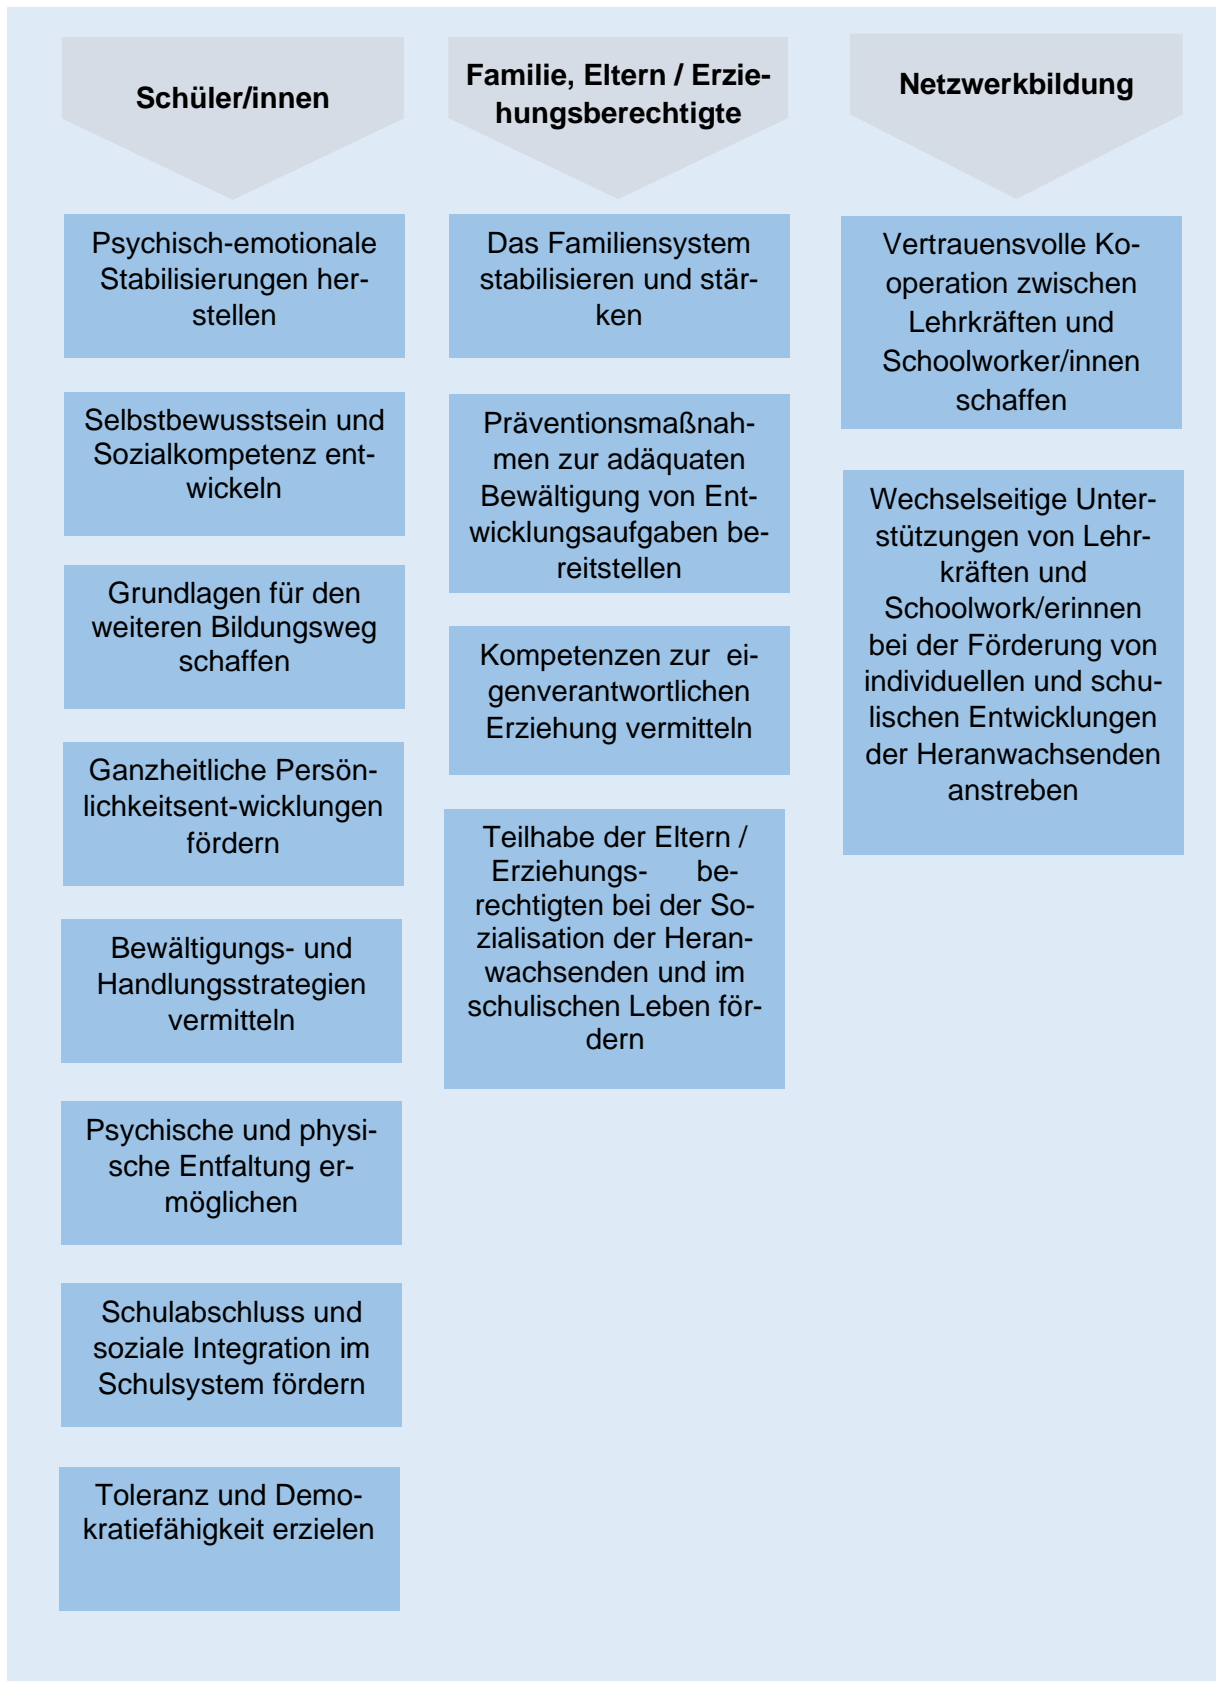 Schüler/innen
Psychisch-emotionale
Stabilisierungen her-
stellen
Selbstbewusstsein und
Sozialkompetenz ent-
wickeln
Grundlagen für den
weiteren Bildungsweg
schaffen
Ganzheitliche Persön-
lichkeitsent-wicklungen
fördern
Bewältigungs- und
Handlungsstrategien
vermitteln
Psychische und physi-
sche Entfaltung er-
möglichen
Schulabschluss und
soziale Integration im
Schulsystem fördern
Toleranz und Demo-
kratiefähigkeit erzielen
Familie, Eltern / Erzie-
hungsberechtigte
Das Familiensystem
stabilisieren und stär-
ken
Präventionsmaßnah-
men zur adäquaten
Bewältigung von Ent-
wicklungsaufgaben be-
reitstellen
Kompetenzen zur  ei-
genverantwortlichen
Erziehung vermitteln
Teilhabe der Eltern /
Erziehungs- be-
rechtigten bei der So-
zialisation der Heran-
wachsenden und im
schulischen Leben för-
dern
Netzwerkbildung
Vertrauensvolle Ko-
operation zwischen
Lehrkräften und
Schoolworker/innen
schaffen
Wechselseitige Unter-
stützungen von Lehr-
kräften und
Schoolwork/erinnen
bei der Förderung von
individuellen und schu-
lischen Entwicklungen
der Heranwachsenden
anstreben